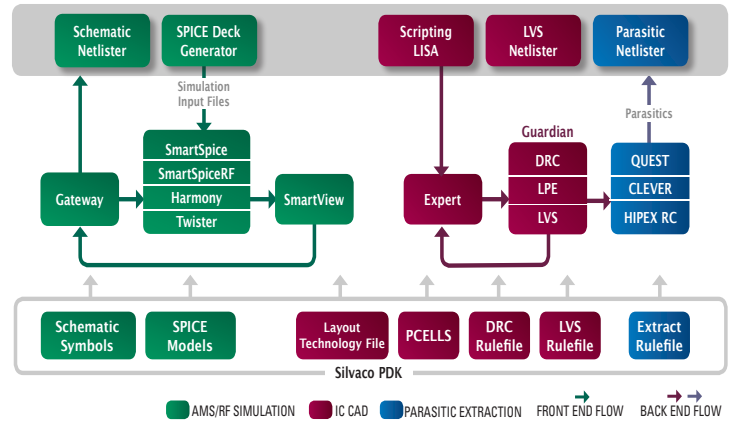 Schematic
Netlister
SPICE Deck
Generator
Scripting
LISA
LVS
Netlister
Parasitic
Netlister
Simulation
Input Files
Parasitics
Guardian
Gateway
SmartSpice
SmartSpiceRF
Harmony
Twister
SmartView
Expert
DRC
LPE
LVS
QUEST
CLEVER
HIPEX RC
Schematic
Symbols
SPICE
Models
Layout
Technology File
PCELLS
DRC
Rulefile
LVS
Rulefile
Extract
Rulefile
Silvaco PDK
AMS/RF SIMULATION
IC CAD
PARASITIC EXTRACTION
FRONT END FLOW
BACK END FLOW